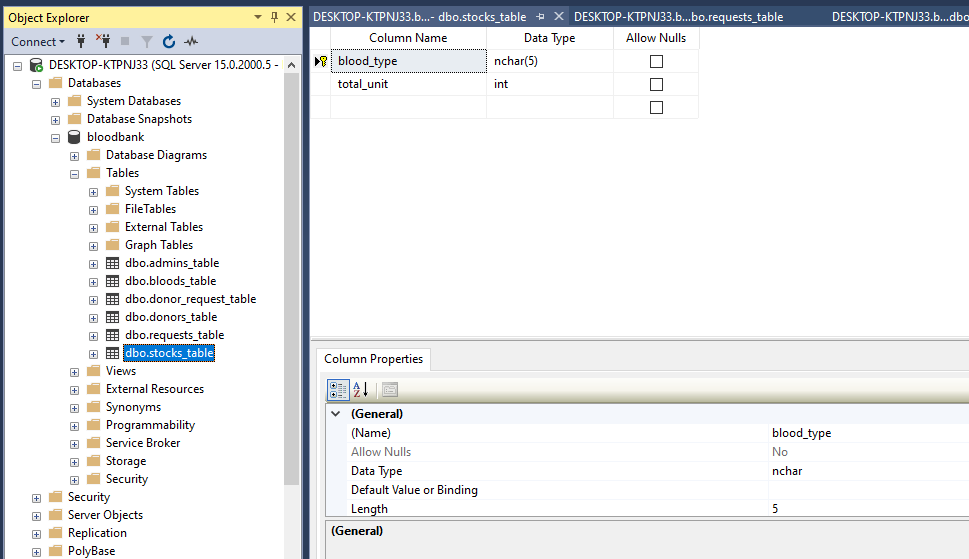 Object Explorer
Connect
DESKTOP-KTPNJ33 (SQL Server 15.0.2000.5 -
Databases
System Databases
Database Snapshots
bloodbank
Database Diagrams
Tables
System Tables
FileTables
External Tables
Graph Tables
dbo.admins_table
dbo.bloods_table
dbo.donor_request_table
dbo.donors_table
dbo.requests_table
dbo.stocks_table
Views
External Resources
Synonyms
Programmability
Service Broker
Storage
Security
Security
Server Objects
Replication
PolyBase
DESKTOP-KTPNJ33.b...- dbo.stocks_table
DESKTOP-KTPNJ33.b...bo.requests_table
DESKTOP-KTPNJ33.b...dbo
Column Name Data Type Allow Nulls
blood_type nchar(5)
total_unit int
Column Properties
(General)
(Name) blood_type
Allow Nulls No
Data Type nchar
Default Value or Binding
Length 5
(General)